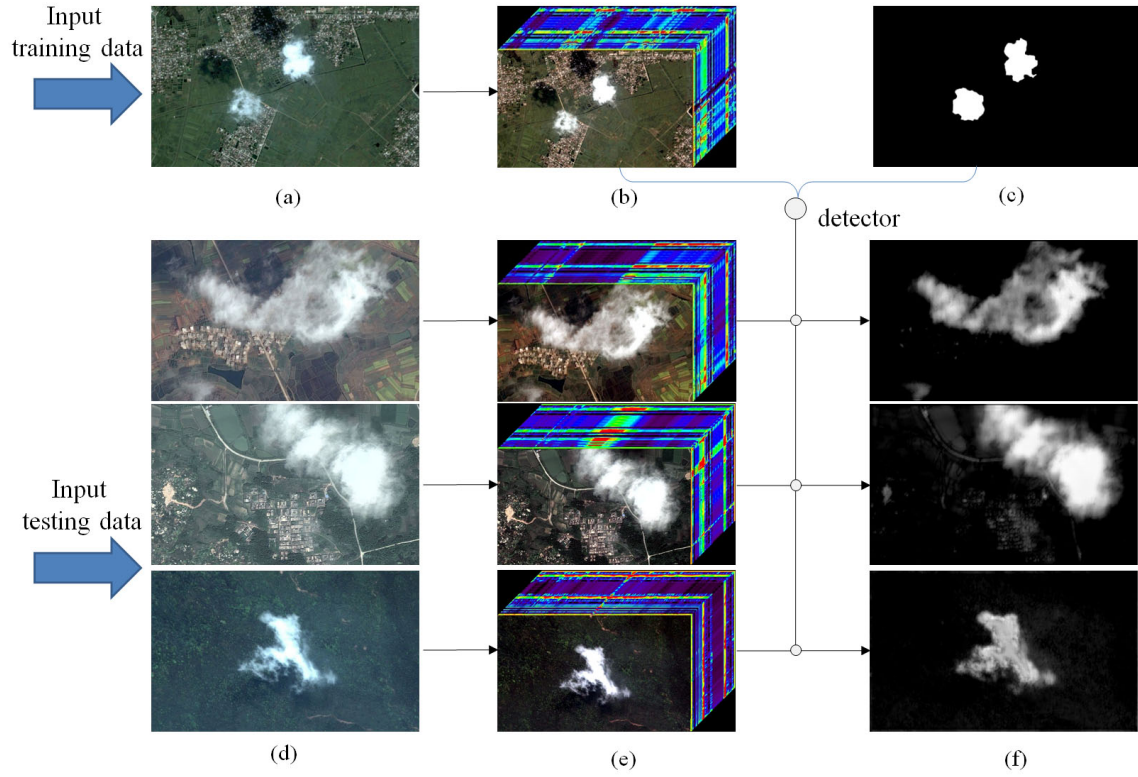 Input
training data
(a)
(b)
(c)
detector
Input
testing data
(d)
(e)
(f)